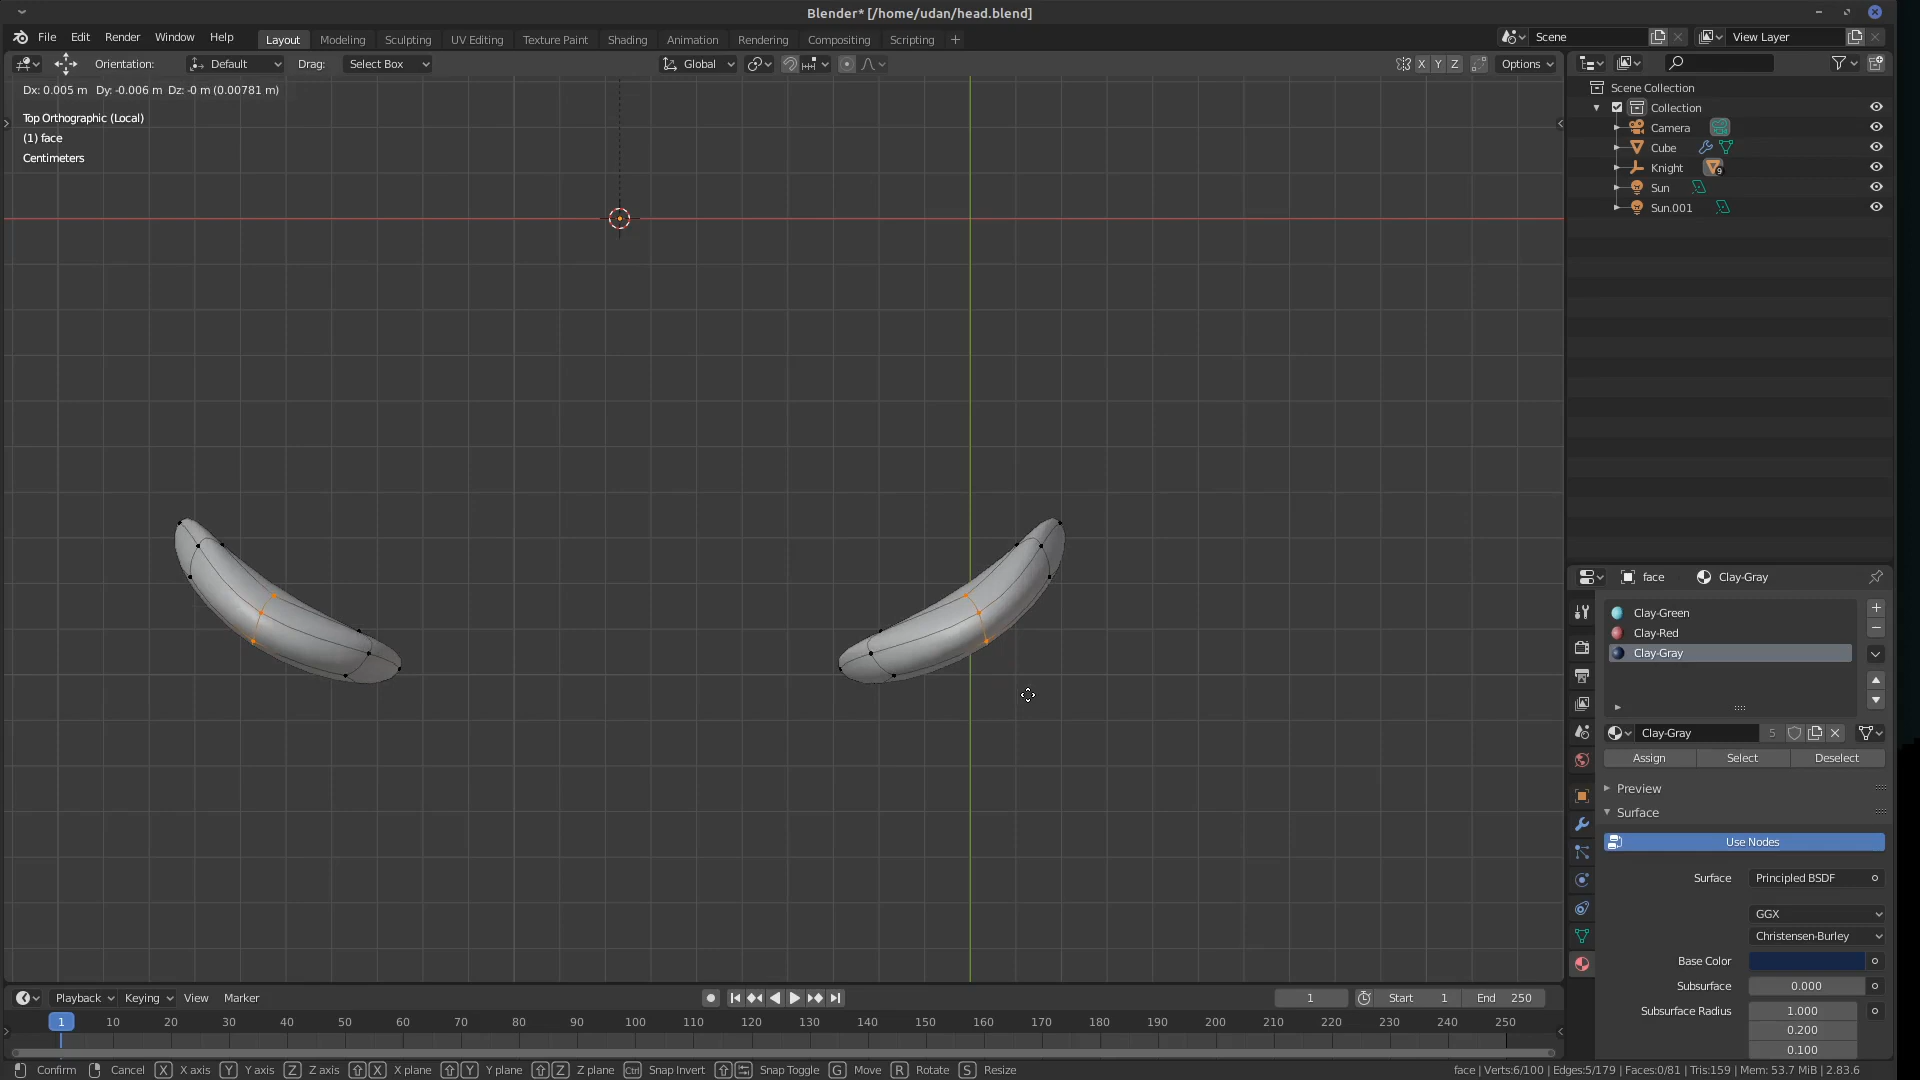 Blender* [/home/udan/head.blend]
File Edit Render Window Help Layout Modeling Sculpting UV Editing Texture Paint Shading Animation Rendering Compositing Scripting + Scene View Layer
Orientation: Default Drag: Select Box Global X Y Z Options
Dx: 0.005 m Dy: -0.006 m Dz: -0 m (0.00781 m)
Top Orthographic (Local)
(1) face
Centimeters
Scene Collection
Collection
Camera
Cube
Knight 9
Sun
Sun.001
face Clay-Gray
Clay-Green
Clay-Red
Clay-Gray
Clay-Gray 5
Assign Select Deselect
Preview
Surface
Use Nodes
Surface Principled BSDF
GGX
Christensen-Burley
Base Color
Subsurface 0.000
Subsurface Radius 1.000
0.200
0.100
Playback Keying View Marker 1 Start 1 End 250
1 10 20 30 40 50 60 70 80 90 100 110 120 130 140 150 160 170 180 190 200 210 220 230 240 250
Confirm Cancel X X axis Y Y axis Z Z axis X X plane Y Y plane Z Z plane Ctrl Snap Invert Snap Toggle G Move R Rotate S Resize face | Verts:6/100 | Edges:5/179 | Faces:0/81 | Tris:159 | Mem: 53.7 MiB | 2.83.6